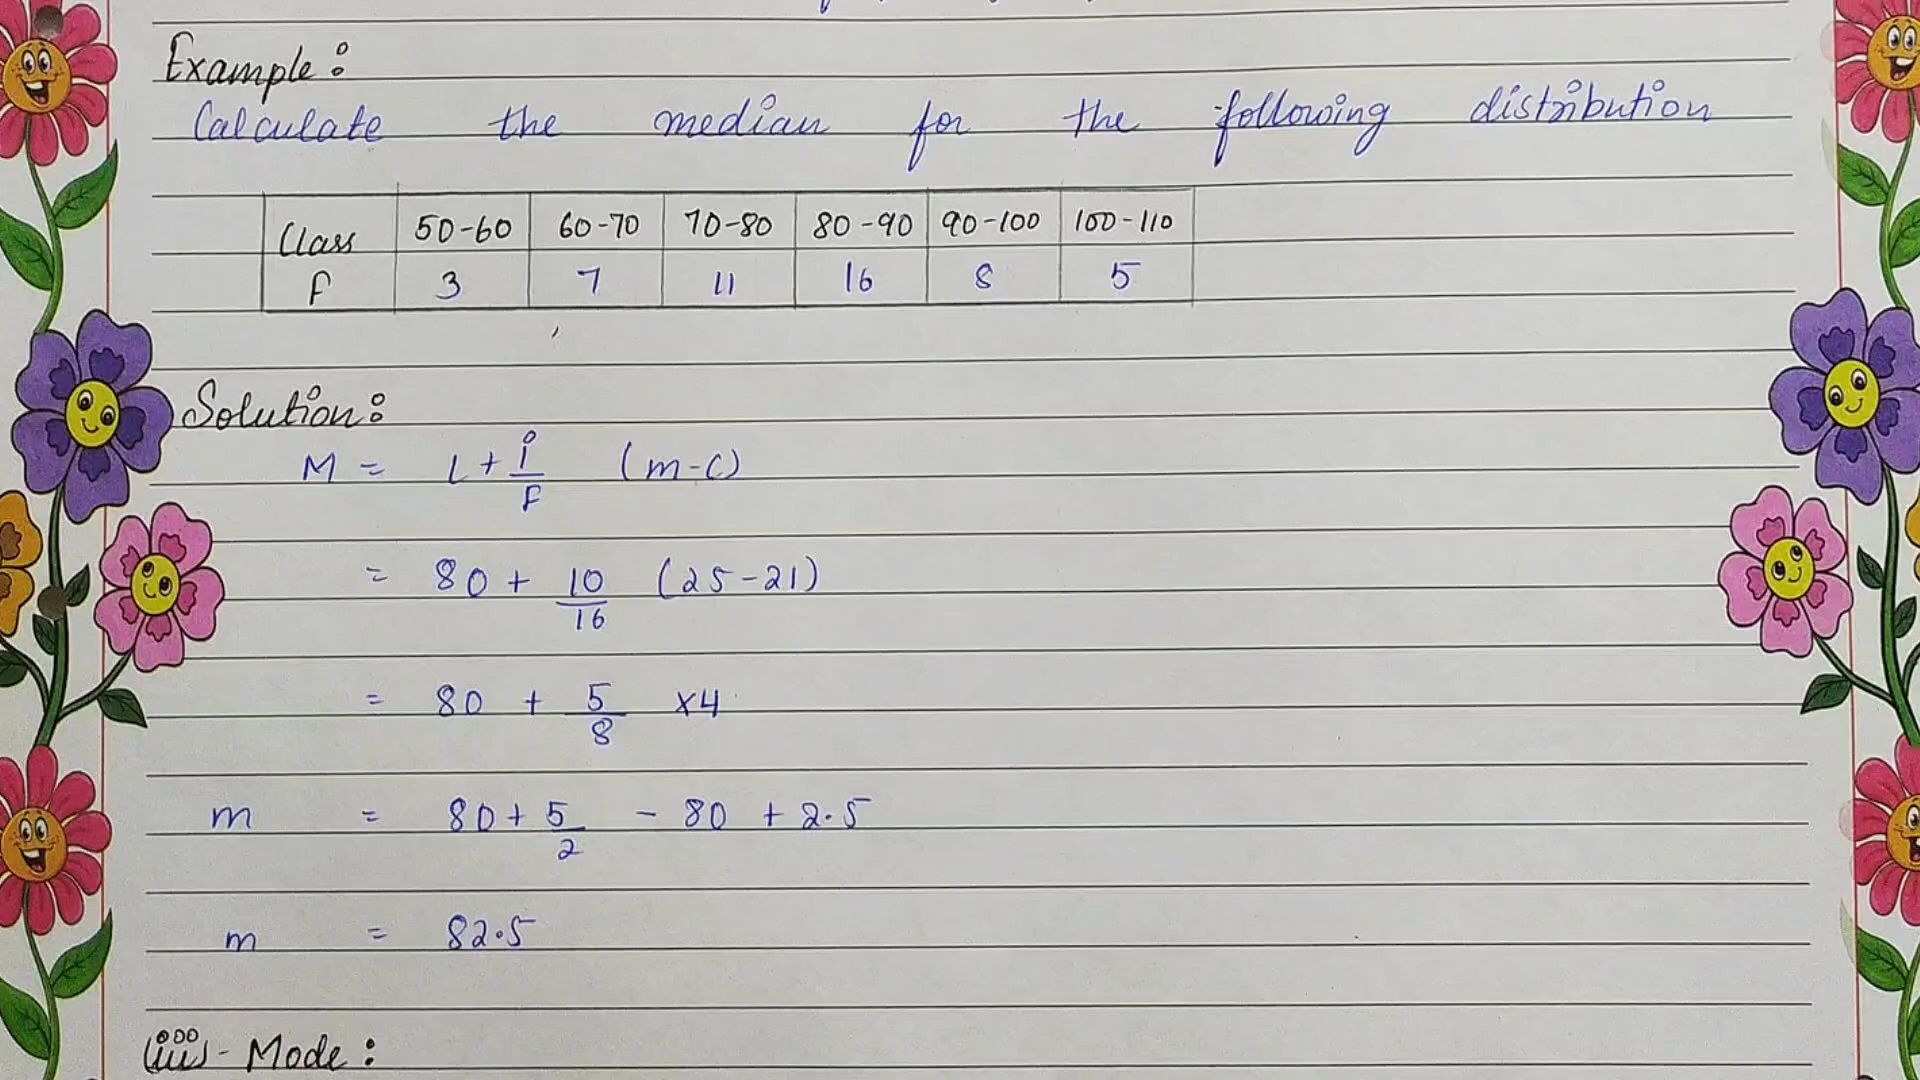 Example:
Calculate the median for the following distribution
Class 50-60 60-70 70-80 80-90 90-100 100-110
F 3 7 11 16 8 5
Solution:
M = L + i/F (m-C)
= 80 + 10/16 (25-21)
= 80 + 5/8 ×4
m = 80 + 5/2 - 80 + 2.5
m = 82.5
(iii)- Mode: